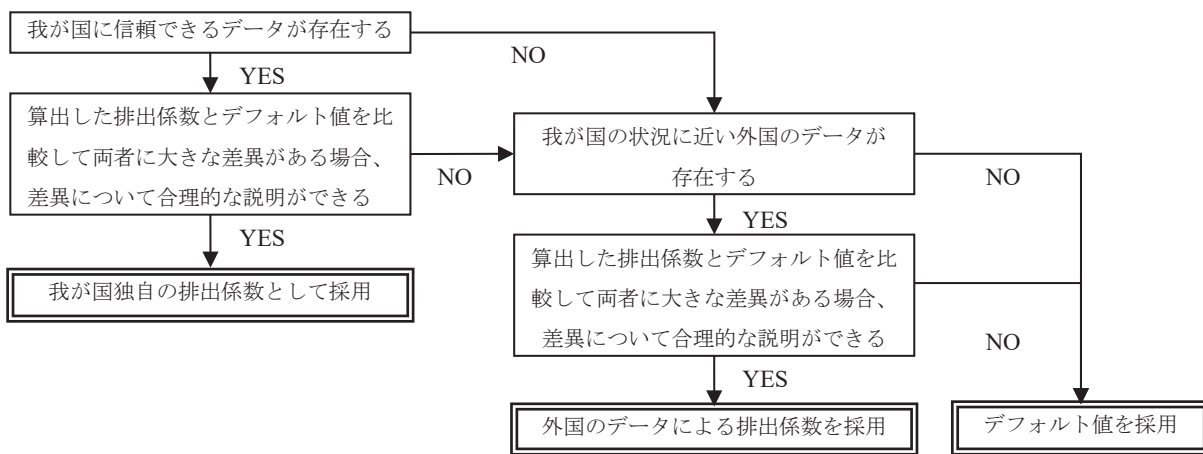 我が国に信頼できるデータが存在する
NO
YES
算出した排出係数とデフォルト値を比
較して両者に大きな差異がある場合、
差異について合理的な説明ができる
NO
我が国の状況に近い外国のデータが
存在する
NO
YES
YES
我が国独自の排出係数として採用
算出した排出係数とデフォルト値を比
較して両者に大きな差異がある場合、
差異について合理的な説明ができる
NO
YES
外国のデータによる排出係数を採用
デフォルト値を採用